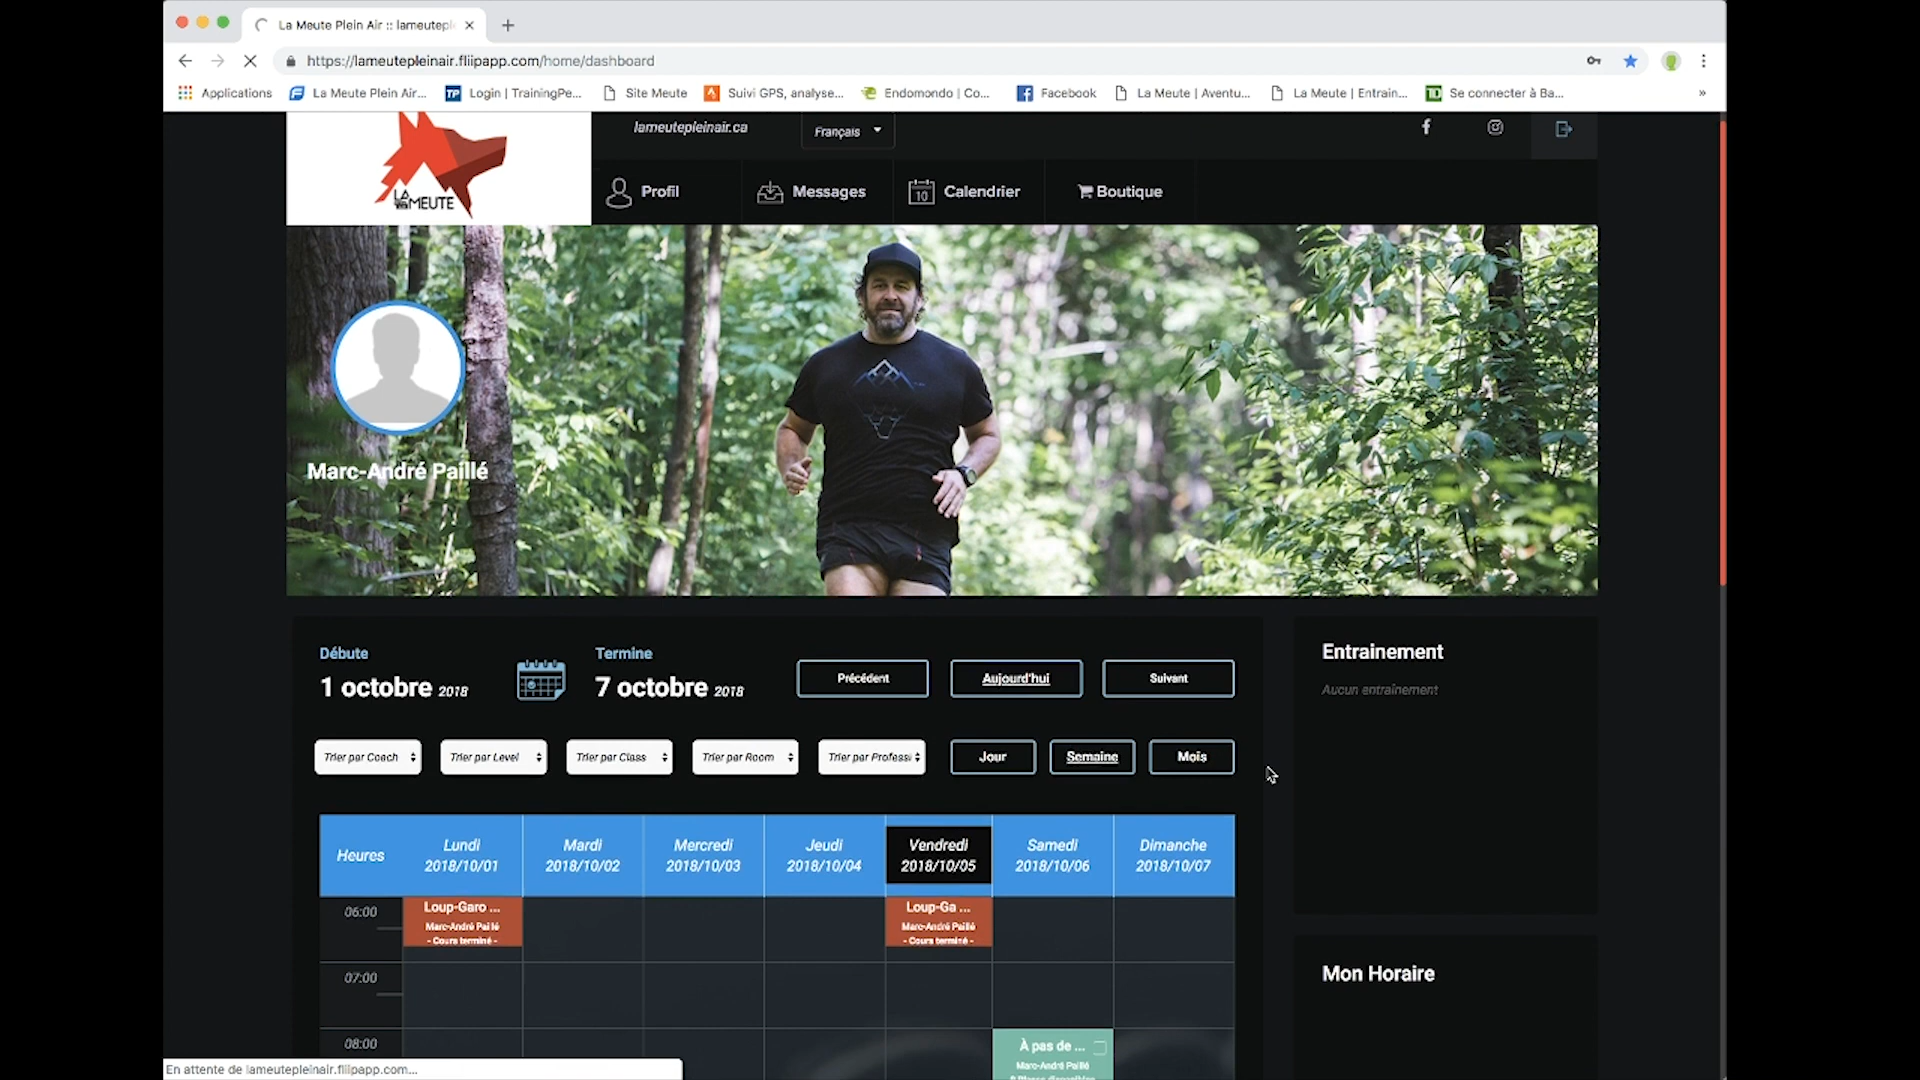 La Meute Plein Air :: lameutepl
https://lameutepleinair.fliipapp.com/home/dashboard
Applications
La Meute Plein Air...
Login | TrainingPe...
Site Meute
Suivi GPS, analyse...
Endomondo | Co...
Facebook
La Meute | Aventu...
La Meute | Entrain...
Se connecter à Ba...
»
LA MEUTE
lameutepleinair.ca
Français
Profil
Messages
10
Calendrier
Boutique
Marc-André Paillé
Débute
1 octobre 2018
Termine
7 octobre 2018
Précédent
Aujourd'hui
Suivant
Entrainement
Aucun entraînement
Trier par Coach
Trier par Level
Trier par Class
Trier par Room
Trier par Professi
Jour
Semaine
Mois
Heures
Lundi
2018/10/01
Mardi
2018/10/02
Mercredi
2018/10/03
Jeudi
2018/10/04
Vendredi
2018/10/05
Samedi
2018/10/06
Dimanche
2018/10/07
06:00
Loup-Garo ...
Marc-André Paillé
- Cours terminé -
Loup-Ga ...
Marc-André Paillé
- Cours terminé -
07:00
Mon Horaire
08:00
À pas de ...
Marc-André Paillé
En attente de lameutepleinair.fliipapp.com...